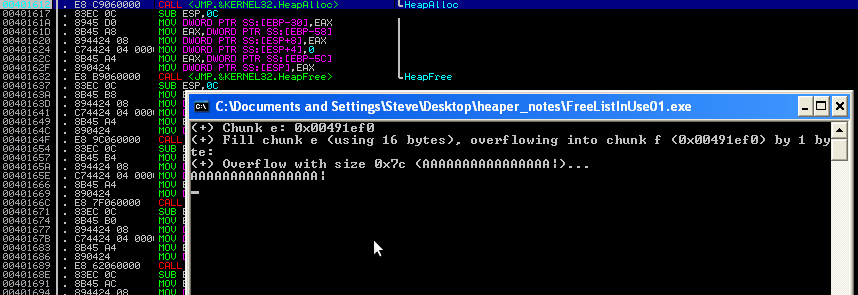 . E8 C9060000 CALL <JMP.&KERNEL32.HeapAlloc> HeapAlloc
00401617 . 83EC 0C SUB ESP,0C
0040161A . 8945 D0 MOV DWORD PTR SS:[EBP-30],EAX
0040161D . 8B45 A8 MOV EAX,DWORD PTR SS:[EBP-58]
00401620 . 894424 08 MOV DWORD PTR SS:[ESP+8],EAX
00401624 . C74424 04 0000 MOV DWORD PTR SS:[ESP+4],0
0040162C . 8B45 A4 MOV EAX,DWORD PTR SS:[EBP-5C]
0040162F . 890424 MOV DWORD PTR SS:[ESP],EAX
00401632 . E8 B9060000 CALL <JMP.&KERNEL32.HeapFree> HeapFree
00401637 . 83EC 0C SUB ESP,0C
0040163A . 8B45 B8 MOV E
0040163D . 894424 08 MOV D
00401641 . C74424 04 0000 MOV D
00401649 . 8B45 A4 MOV E
0040164C . 890424 MOV D
0040164F . E8 9C060000 CALL
00401654 . 83EC 0C SUB E
00401657 . 8B45 B4 MOV E
0040165A . 894424 08 MOV D
0040165E . C74424 04 0000 MOV D
00401666 . 8B45 A4 MOV E
00401669 . 890424 MOV D
0040166C . E8 7F060000 CALL
00401671 . 83EC 0C SUB E
00401674 . 8B45 B0 MOV E
00401677 . 894424 08 MOV D
0040167B . C74424 04 0000 MOV D
00401683 . 8B45 A4 MOV E
00401686 . 890424 MOV D
00401689 . E8 62060000 CALL
0040168E . 83EC 0C SUB E
00401691 . 8B45 AC MOV E
00401694 . 894424 08 MOV D
C:\Documents and Settings\Steve\Desktop\heaper_notes\FreeListInUse01.exe
(+) Chunk e: 0x00491ef0
(+) Fill chunk e (using 16 bytes), overflowing into chunk f (0x00491ef0) by 1 by
te:
(+) Overflow with size 0x7c (AAAAAAAAAAAAAAAA¦)...
AAAAAAAAAAAAAAAA¦